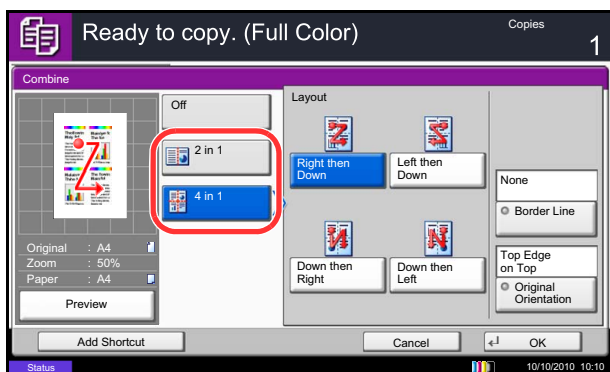 Ready to copy. (Full Color)
Copies
1
Combine
Off
2 in 1
4 in 1
Layout
Right then
Down
Left then
Down
Down then
Right
Down then
Left
None
Border Line
Top Edge
on Top
Original
Orientation
Original : A4
Zoom : 50%
Paper : A4
Preview
Add Shortcut
Cancel
OK
Status
10/10/2010 10:10